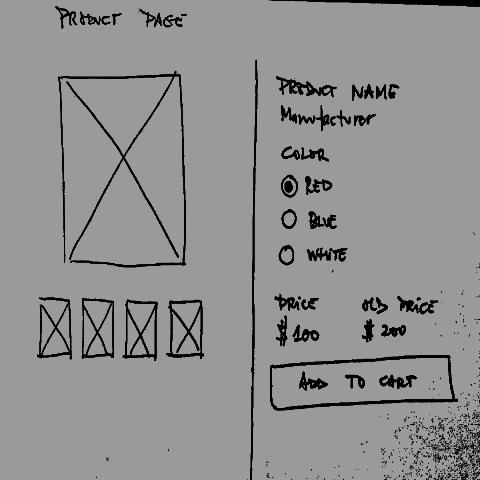 PRODUCT PAGE
PRODUCT NAME
Manufacturer
COLOR
RED
BLUE
WHITE
PRICE OLD PRICE
$ 100 $ 200
ADD TO CART